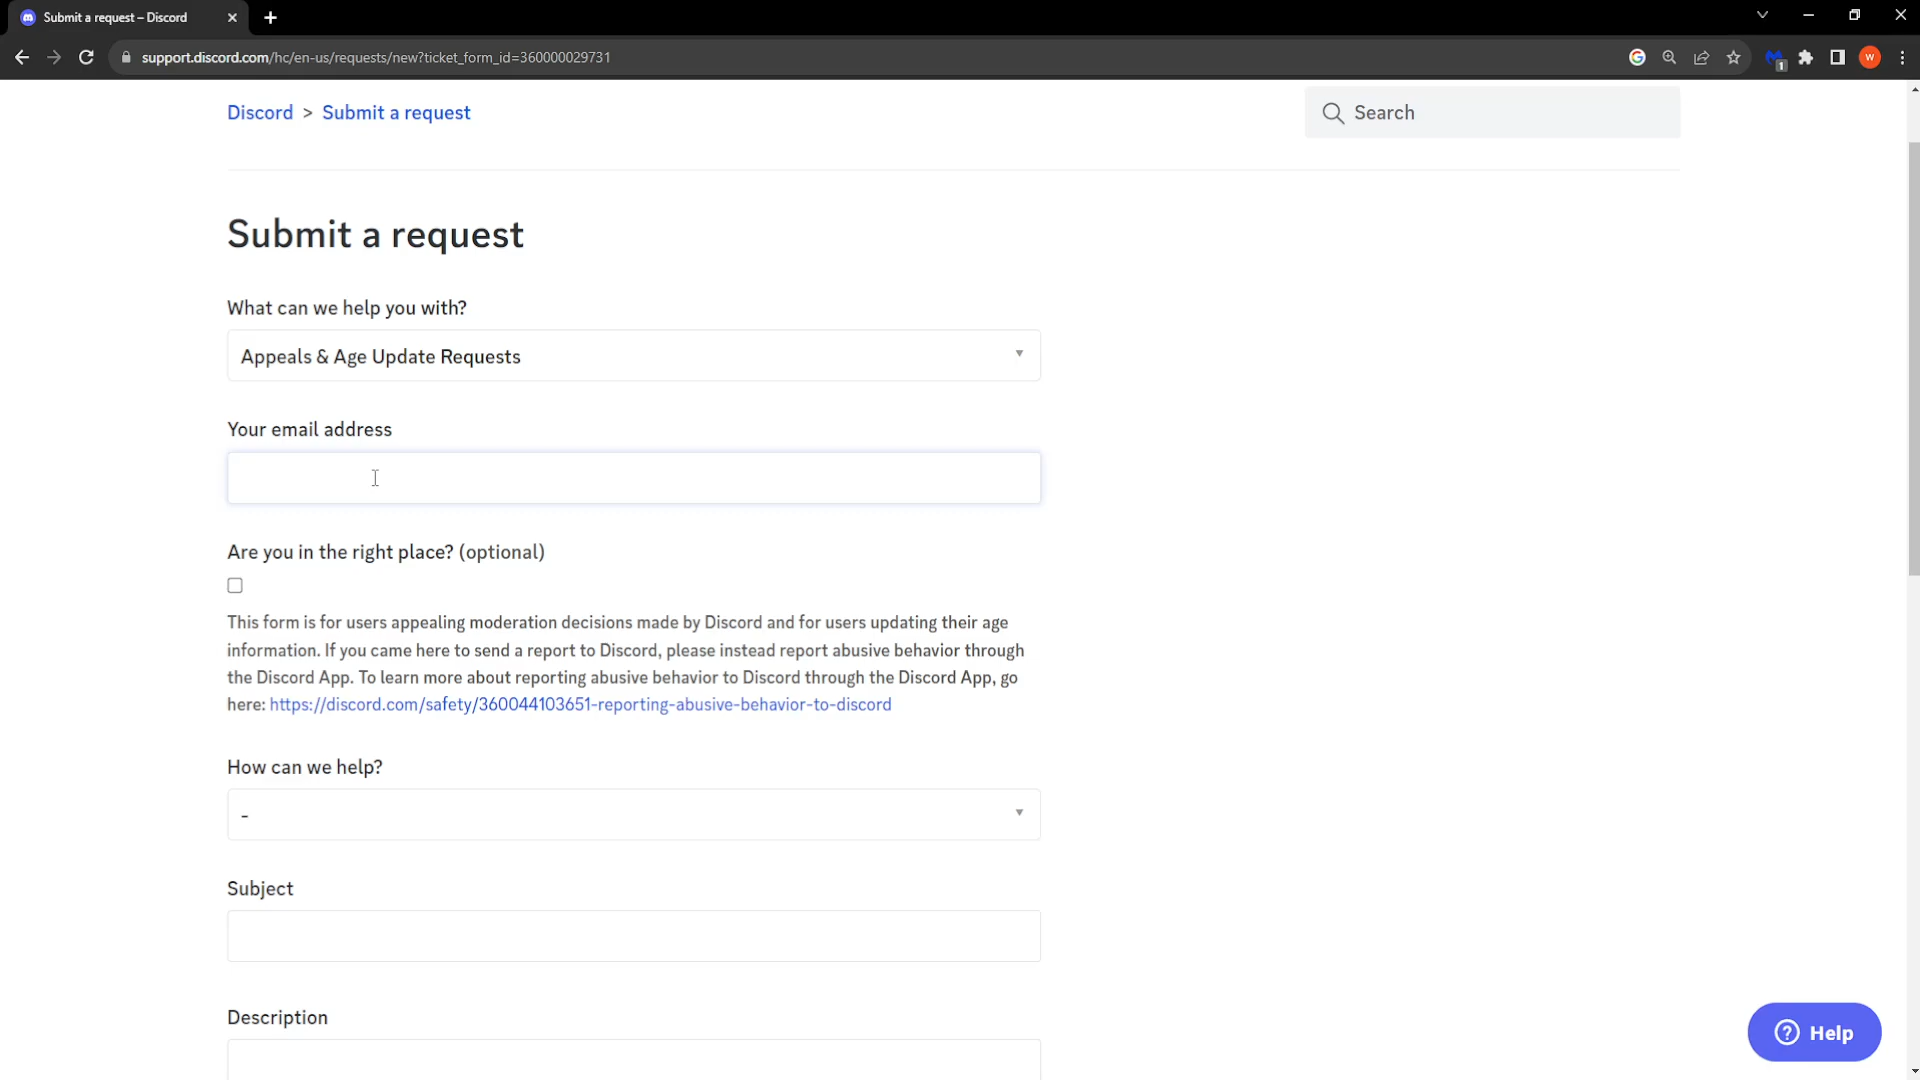 Submit a request – Discord
support.discord.com/hc/en-us/requests/new?ticket_form_id=360000029731
1
W
Discord > Submit a request
Search
Submit a request
What can we help you with?
Appeals & Age Update Requests
Your email address
Are you in the right place? (optional)
This form is for users appealing moderation decisions made by Discord and for users updating their age
information. If you came here to send a report to Discord, please instead report abusive behavior through
the Discord App. To learn more about reporting abusive behavior to Discord through the Discord App, go
here: https://discord.com/safety/360044103651-reporting-abusive-behavior-to-discord
How can we help?
-
Subject
Description
Help